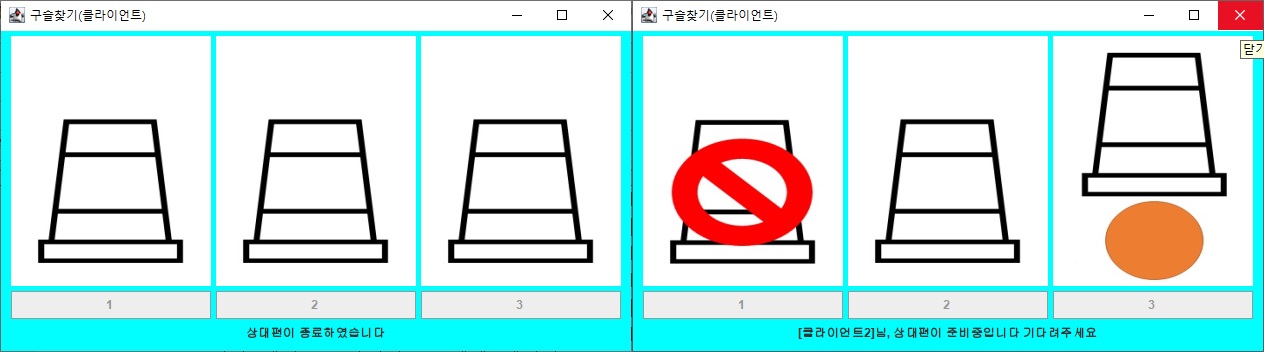 구슬찾기(클라이언트)
1 2 3
상대편이 종료하였습니다
구슬찾기(클라이언트)
닫기
1 2 3
[클라이언트2]님, 상대편이 준비중입니다 기다려주세요